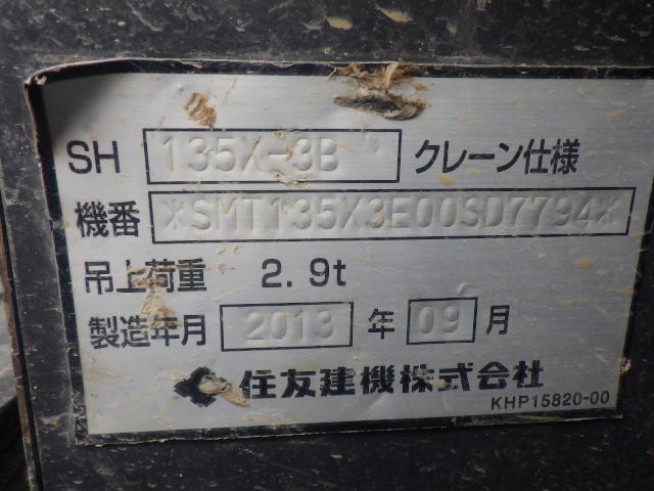 SH 135X-3B クレーン仕様
機番 *SMT135X3E00SD7794*
吊上荷重 2.9t
製造年月 2013 年 09 月
住友建機株式会社
KHP15820-00